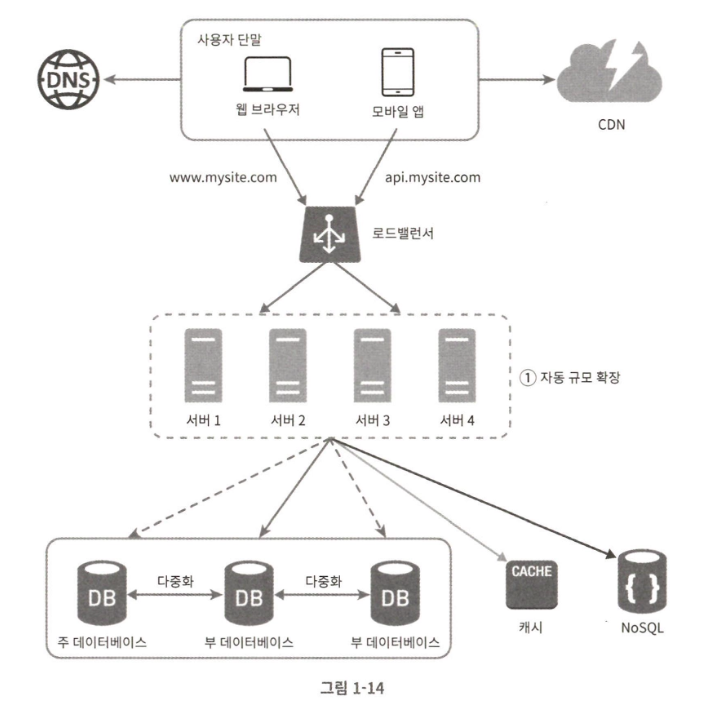 사용자 단말
DNS
웹 브라우저
모바일 앱
CDN
www.mysite.com
api.mysite.com
로드밸런서
① 자동 규모 확장
서버 1
서버 2
서버 3
서버 4
다중화
다중화
DB
DB
DB
CACHE
{ }
주 데이터베이스
부 데이터베이스
부 데이터베이스
캐시
NoSQL
그림 1-14